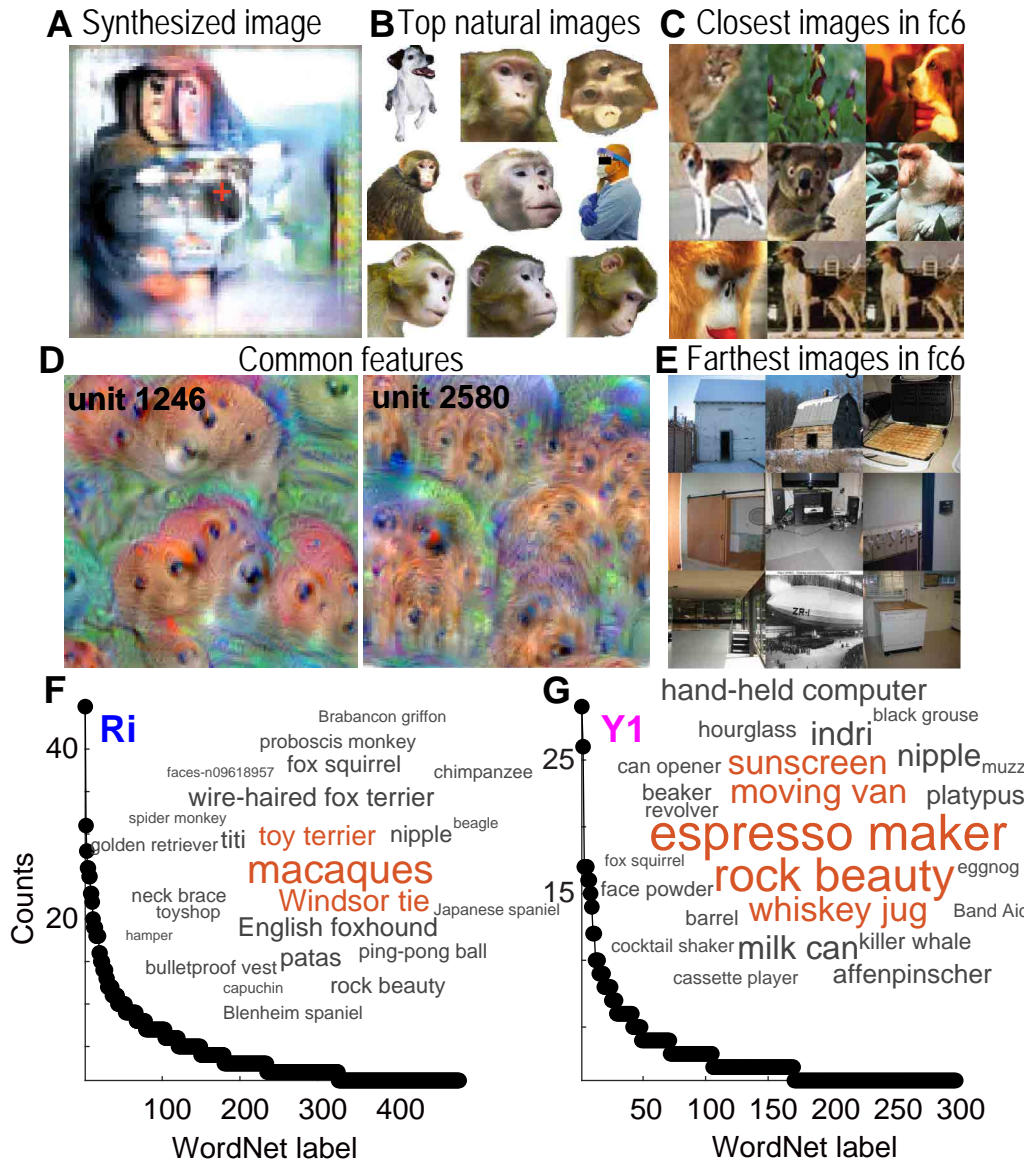 A Synthesized image
B Top natural images
C Closest images in fc6
D Common features
unit 1246
unit 2580
E Farthest images in fc6
ZR-1
F
Ri
40
20
Counts
Brabancon griffon
proboscis monkey
faces-n09618957
fox squirrel
chimpanzee
wire-haired fox terrier
spider monkey
golden retriever
titi
toy terrier
nipple
beagle
macaques
neck brace
Windsor tie
toyshop
Japanese spaniel
hamper
English foxhound
bulletproof vest
patas
ping-pong ball
capuchin
rock beauty
Blenheim spaniel
100 200 300 400
WordNet label
G
Y1
25
15
hand-held computer
hourglass
indri
black grouse
can opener
sunscreen
nipple
muzz
beaker
moving van
platypus
revolver
espresso maker
fox squirrel
rock beauty
eggnog
face powder
barrel
whiskey jug
Band Aid
cocktail shaker
milk can
killer whale
cassette player
affenpinscher
50 100 150 200 250 300
WordNet label